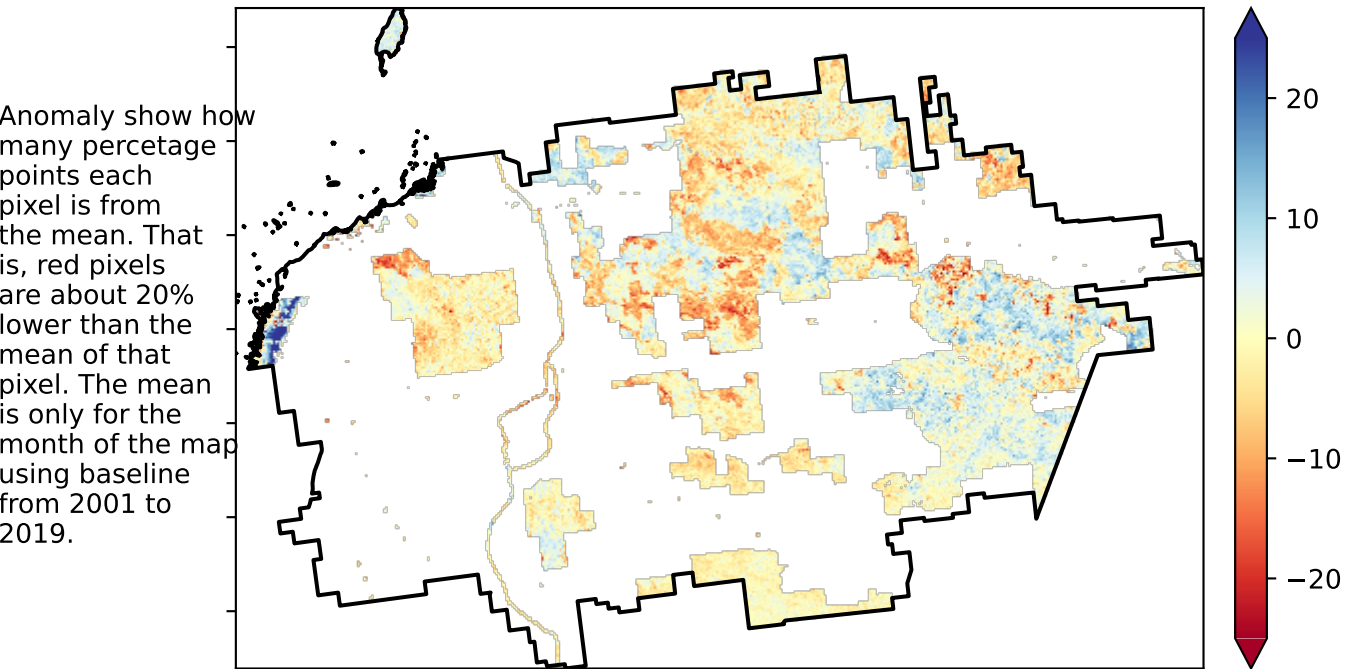 Anomaly show how
many percetage
points each
pixel is from
the mean. That
is, red pixels
are about 20%
lower than the
mean of that
pixel. The mean
is only for the
month of the map
using baseline
from 2001 to
2019.
20
10
0
−10
−20